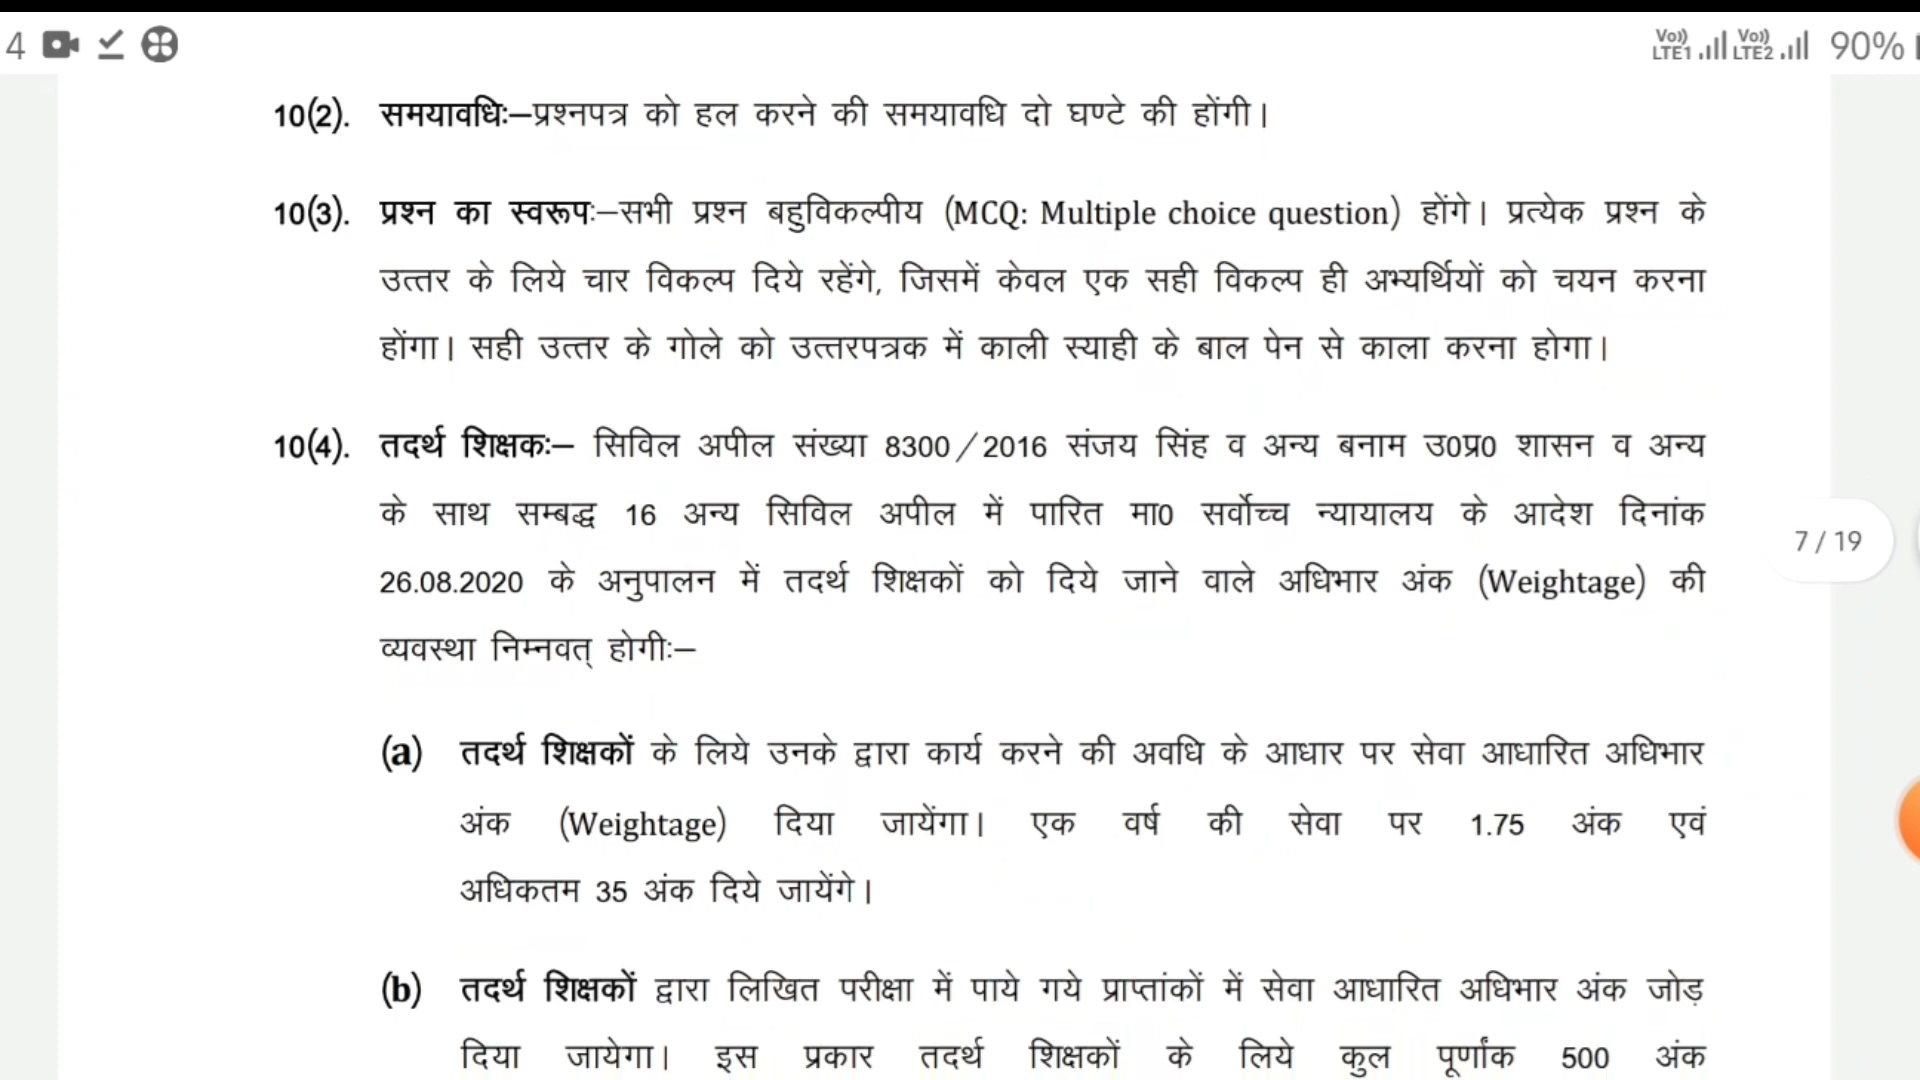 4 Vo)) LTE1 Vo)) LTE2 90%
10(2). समयावधिः–प्रश्नपत्र को हल करने की समयावधि दो घण्टे की होंगी।
10(3). प्रश्न का स्वरूपः–सभी प्रश्न बहुविकल्पीय (MCQ: Multiple choice question) होंगे। प्रत्येक प्रश्न के
उत्तर के लिये चार विकल्प दिये रहेंगे, जिसमें केवल एक सही विकल्प ही अभ्यर्थियों को चयन करना
होंगा। सही उत्तर के गोले को उत्तरपत्रक में काली स्याही के बाल पेन से काला करना होगा।
10(4). तदर्थ शिक्षकः– सिविल अपील संख्या 8300/2016 संजय सिंह व अन्य बनाम उ0प्र0 शासन व अन्य
के साथ सम्बद्ध 16 अन्य सिविल अपील में पारित मा0 सर्वोच्च न्यायालय के आदेश दिनांक
7 / 19
26.08.2020 के अनुपालन में तदर्थ शिक्षकों को दिये जाने वाले अधिभार अंक (Weightage) की
व्यवस्था निम्नवत् होगीः–
(a) तदर्थ शिक्षकों के लिये उनके द्वारा कार्य करने की अवधि के आधार पर सेवा आधारित अधिभार
अंक (Weightage) दिया जायेंगा। एक वर्ष की सेवा पर 1.75 अंक एवं
अधिकतम 35 अंक दिये जायेंगे।
(b) तदर्थ शिक्षकों द्वारा लिखित परीक्षा में पाये गये प्राप्तांकों में सेवा आधारित अधिभार अंक जोड़
दिया जायेगा। इस प्रकार तदर्थ शिक्षकों के लिये कुल पूर्णांक 500 अंक